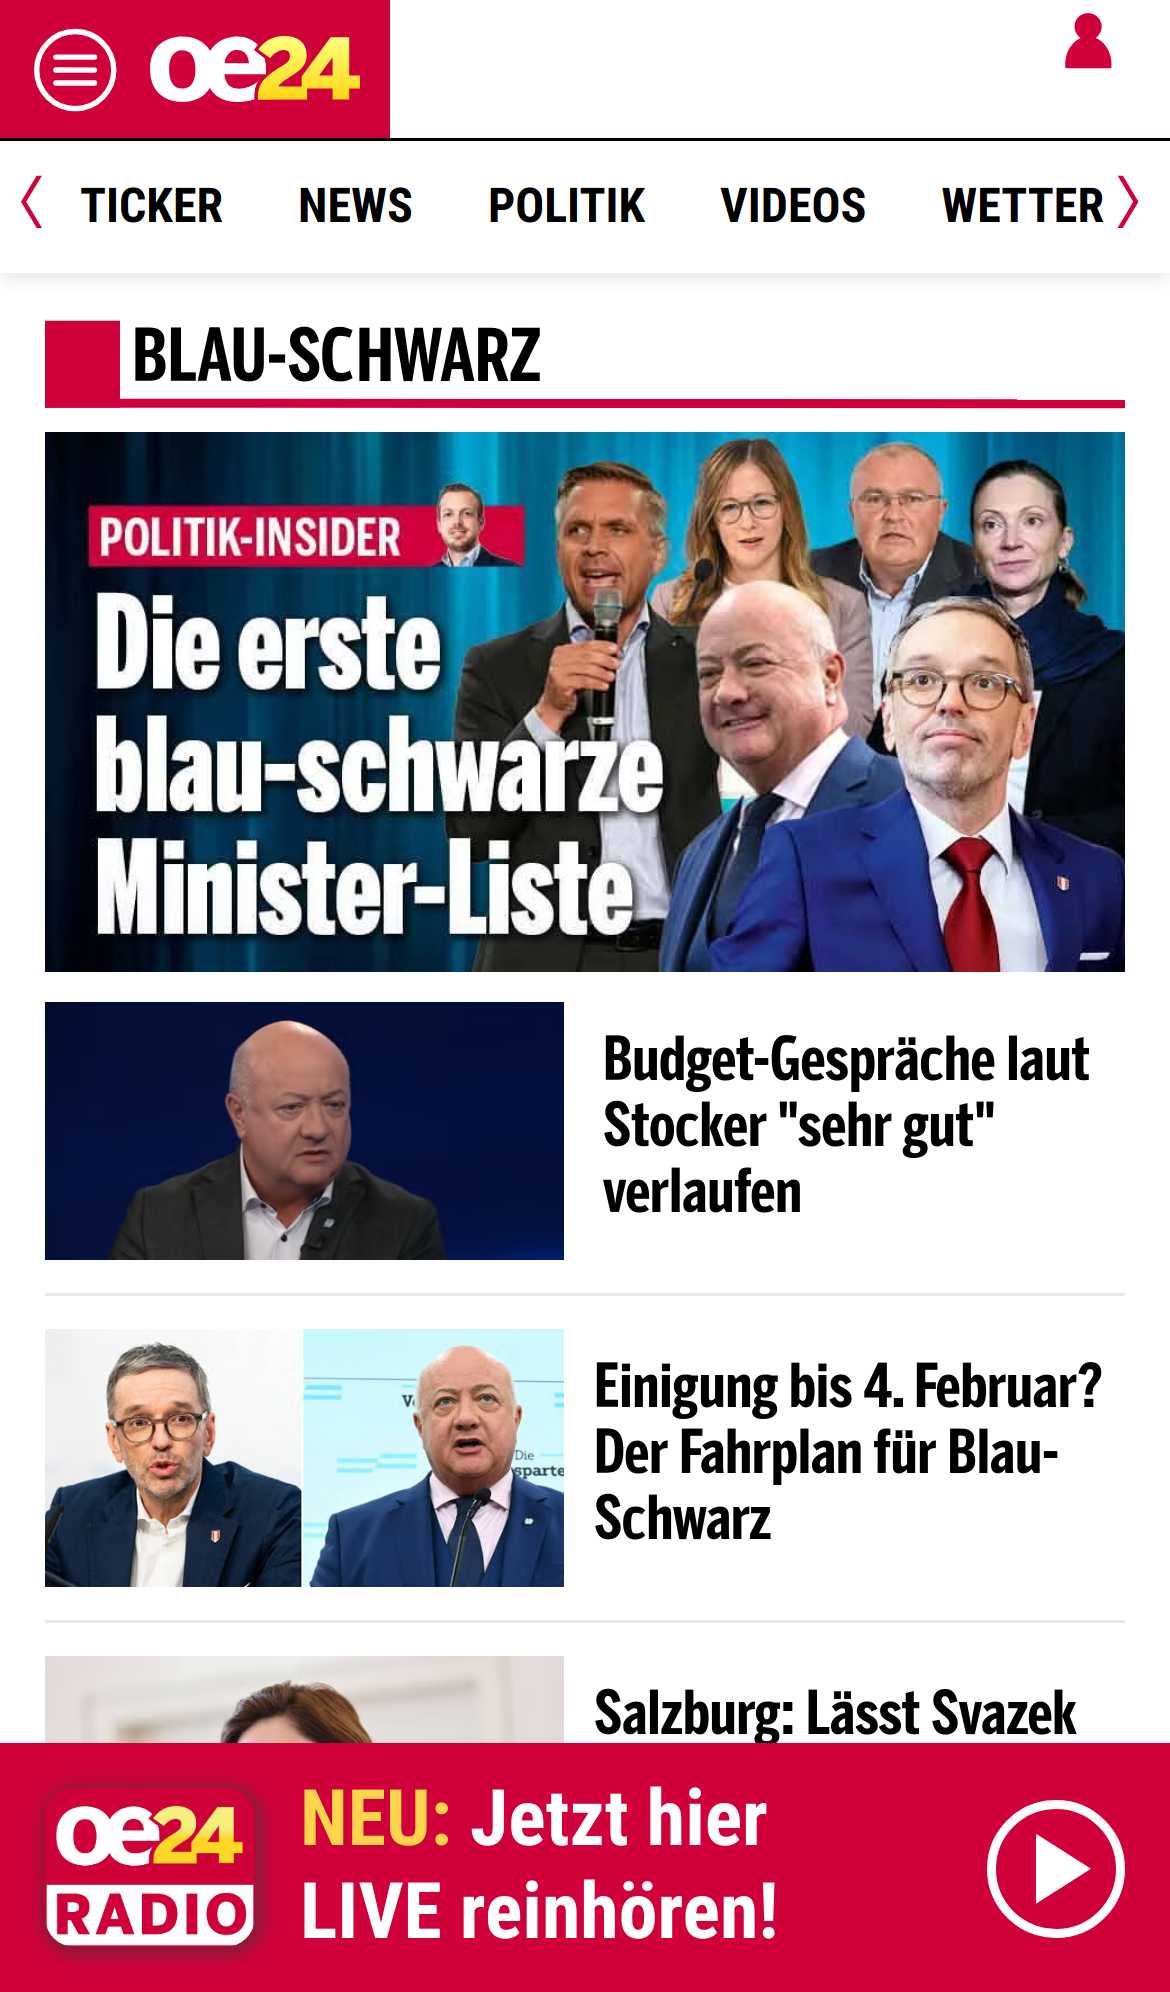 oe24
TICKER NEWS POLITIK VIDEOS WETTER
BLAU-SCHWARZ
POLITIK-INSIDER
Die erste
blau-schwarze
Minister-Liste
Budget-Gespräche laut
Stocker "sehr gut"
verlaufen
Einigung bis 4. Februar?
Der Fahrplan für Blau-
Schwarz
Die
sparte
Salzburg: Lässt Svazek
oe24
RADIO
NEU: Jetzt hier
LIVE reinhören!